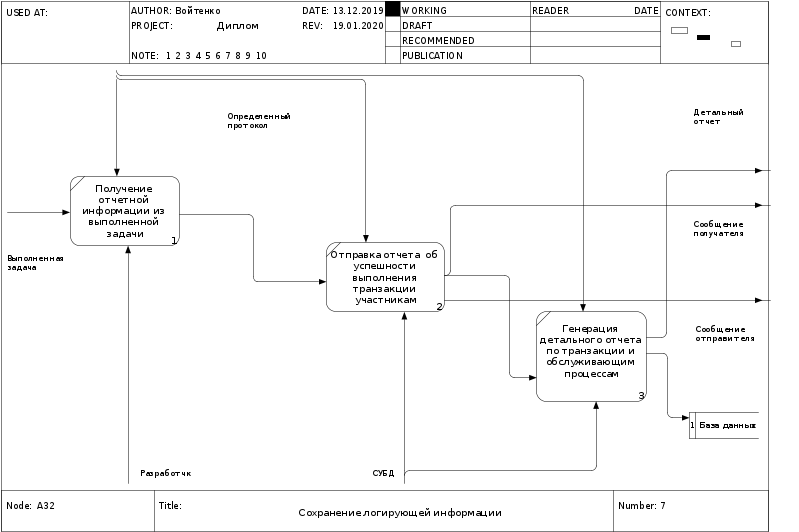 USED AT:
AUTHOR: Войтенко
DATE: 13.12.2019
WORKING
READER
DATE
CONTEXT:
PROJECT: Диплом
REV: 19.01.2020
DRAFT
RECOMMENDED
NOTE: 1 2 3 4 5 6 7 8 9 10
PUBLICATION
Определенный
протокол
Детальный
отчет
Получение
отчетной
информации из
выполненной
задачи
1
Выполненная
задача
Сообщение
получателя
Отправка отчета об
успешности
выполнения
транзакции
участникам
2
Сообщение
отправителя
Генерация
детального отчета
по транзакции и
обслуживающим
процессам
3
1 База данных
Разработчк
СУБД
Node: A32
Title:
Сохранение логирующей информации
Number: 7